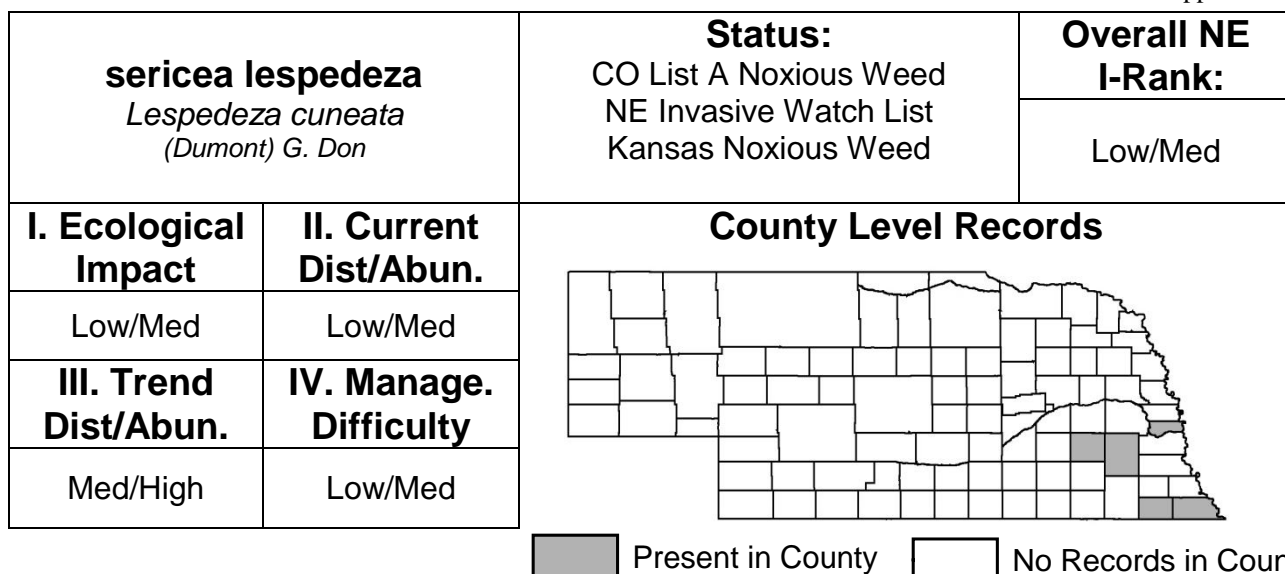 sericea lespedeza
Lespedeza cuneata
(Dumont) G. Don
Status:
CO List A Noxious Weed
NE Invasive Watch List
Kansas Noxious Weed
Overall NE
I-Rank:
Low/Med
I. Ecological
Impact
II. Current
Dist/Abun.
Low/Med
Low/Med
III. Trend
Dist/Abun.
IV. Manage.
Difficulty
Med/High
Low/Med
County Level Records
Present in County
No Records in Coun